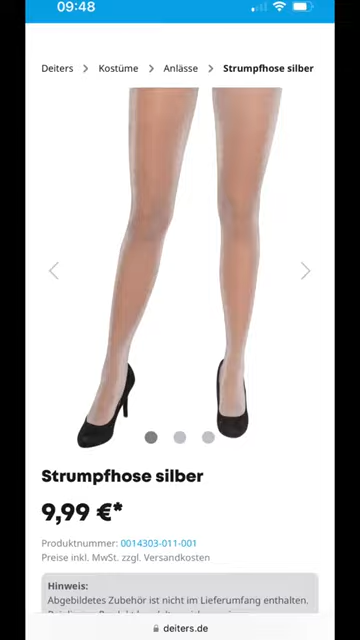 09:48
Deiters > Kostüme > Anlässe > Strumpfhose silber
Strumpfhose silber
9,99 €*
Produktnummer: 0014303-011-001
Preise inkl. MwSt. zzgl. Versandkosten
Hinweis:
Abgebildetes Zubehör ist nicht im Lieferumfang enthalten.
deiters.de